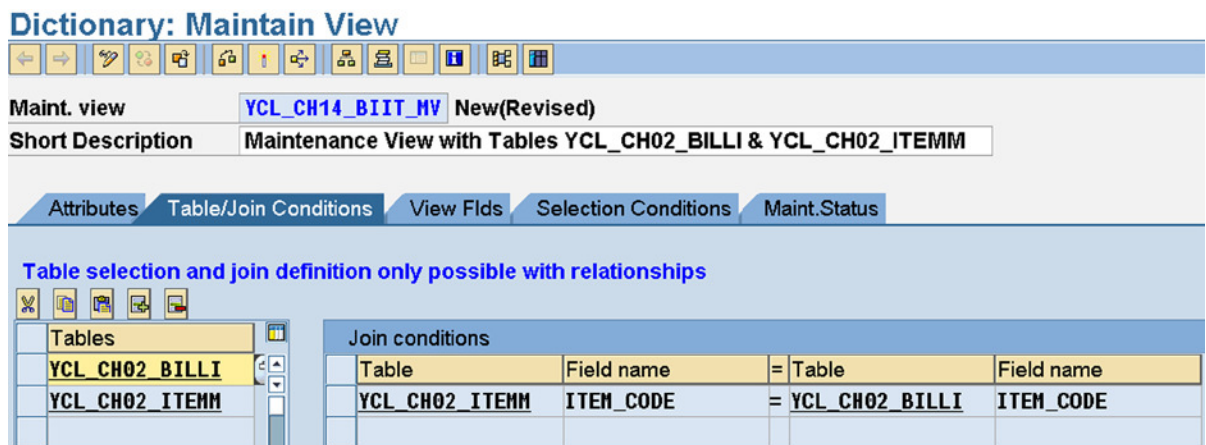 Dictionary: Maintain View
Maint. view YCL_CH14_BIIT_MV New(Revised)
Short Description Maintenance View with Tables YCL_CH02_BILLI & YCL_CH02_ITEMM
Attributes Table/Join Conditions View Flds Selection Conditions Maint.Status
Table selection and join definition only possible with relationships
Tables Join conditions
YCL_CH02_BILLI Table Field name = Table Field name
YCL_CH02_ITEMM YCL_CH02_ITEMM ITEM_CODE = YCL_CH02_BILLI ITEM_CODE